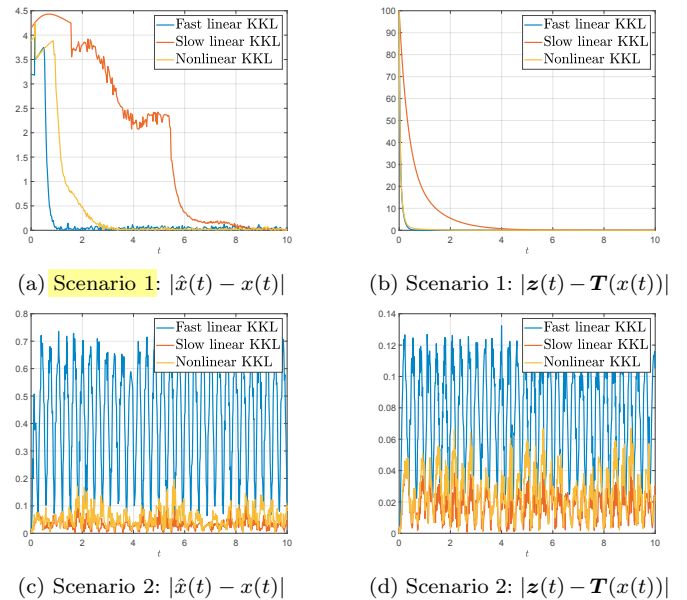 4.5
4
3.5
3
2.5
2
1.5
1
0.5
0
0 2 4 6 8 10
t
Fast linear KKL
Slow linear KKL
Nonlinear KKL
100
90
80
70
60
50
40
30
20
10
0
0 2 4 6 8 10
t
Fast linear KKL
Slow linear KKL
Nonlinear KKL
(a) Scenario 1: |x̂(t) − x(t)|
(b) Scenario 1: |z(t) − T(x(t))|
0.8
0.7
0.6
0.5
0.4
0.3
0.2
0.1
0
0 2 4 6 8 10
t
Fast linear KKL
Slow linear KKL
Nonlinear KKL
0.14
0.12
0.1
0.08
0.06
0.04
0.02
0
0 2 4 6 8 10
t
Fast linear KKL
Slow linear KKL
Nonlinear KKL
(c) Scenario 2: |x̂(t) − x(t)|
(d) Scenario 2: |z(t) − T(x(t))|